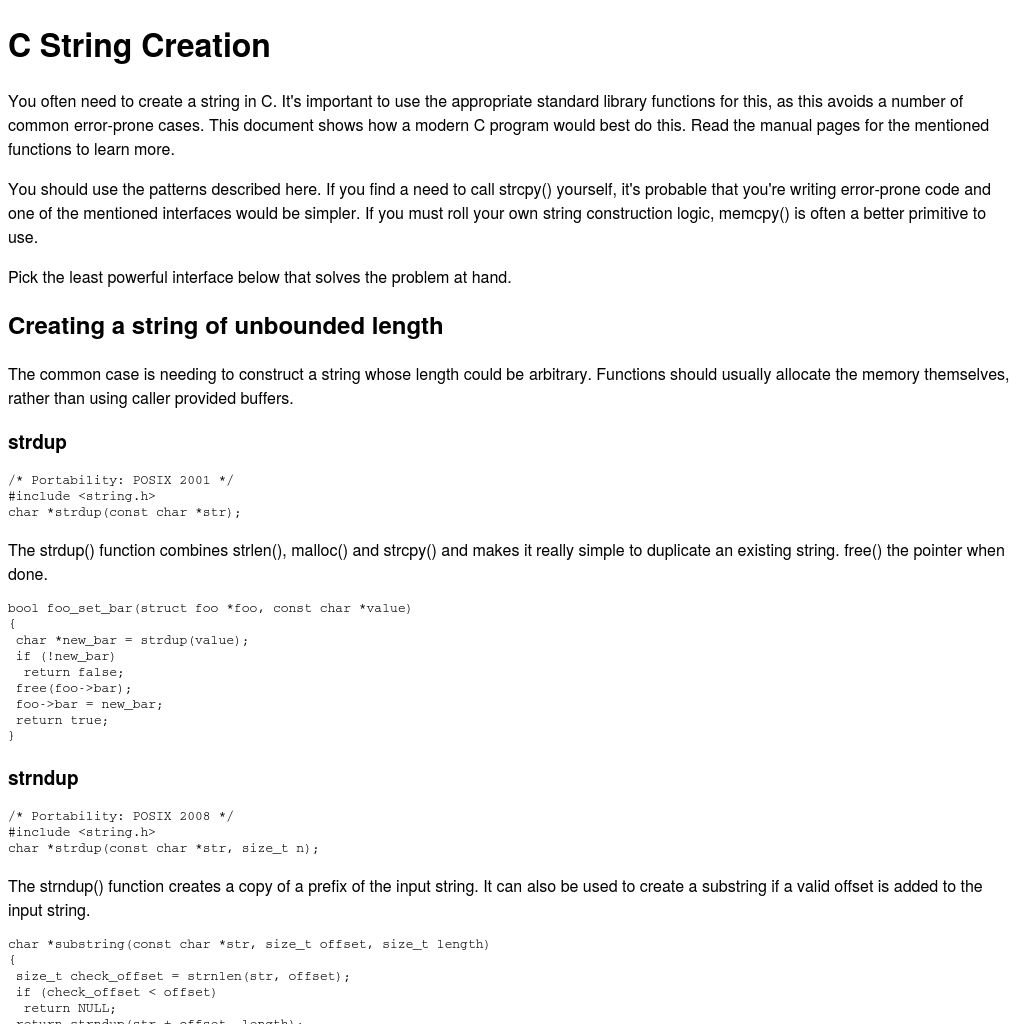 C String Creation
You often need to create a string in C. It's important to use the appropriate standard library functions for this, as this avoids a number of
common error-prone cases. This document shows how a modern C program would best do this. Read the manual pages for the mentioned
functions to learn more.
You should use the patterns described here. If you find a need to call strcpy() yourself, it's probable that you're writing error-prone code and
one of the mentioned interfaces would be simpler. If you must roll your own string construction logic, memcpy() is often a better primitive to
use.
Pick the least powerful interface below that solves the problem at hand.
Creating a string of unbounded length
The common case is needing to construct a string whose length could be arbitrary. Functions should usually allocate the memory themselves,
rather than using caller provided buffers.
strdup
/* Portability: POSIX 2001 */
#include <string.h>
char *strdup(const char *str);
The strdup() function combines strlen(), malloc() and strcpy() and makes it really simple to duplicate an existing string. free() the pointer when
done.
bool foo_set_bar(struct foo *foo, const char *value)
{
 char *new_bar = strdup(value);
 if (!new_bar)
  return false;
 free(foo->bar);
 foo->bar = new_bar;
 return true;
}
strndup
/* Portability: POSIX 2008 */
#include <string.h>
char *strdup(const char *str, size_t n);
The strndup() function creates a copy of a prefix of the input string. It can also be used to create a substring if a valid offset is added to the
input string.
char *substring(const char *str, size_t offset, size_t length)
{
 size_t check_offset = strnlen(str, offset);
 if (check_offset < offset)
  return NULL;
 return strndup(str + offset, length);